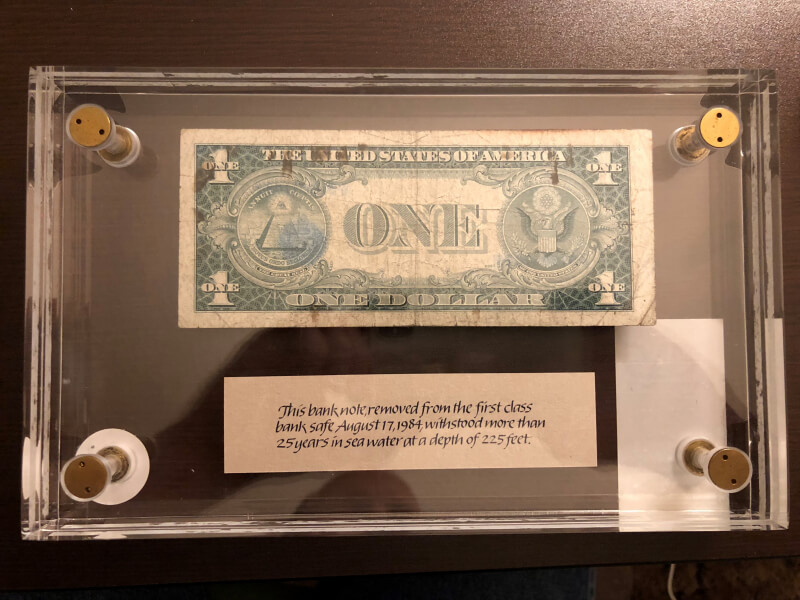 THE UNITED STATES OF AMERICA
1 ONE
1 ONE
ANNUIT
ONE
ONE 1
ONE 1
ONE DOLLAR
This bank note, removed from the first class
bank safe August 17, 1984, withstood more than
25 years in sea water at a depth of 225 feet.